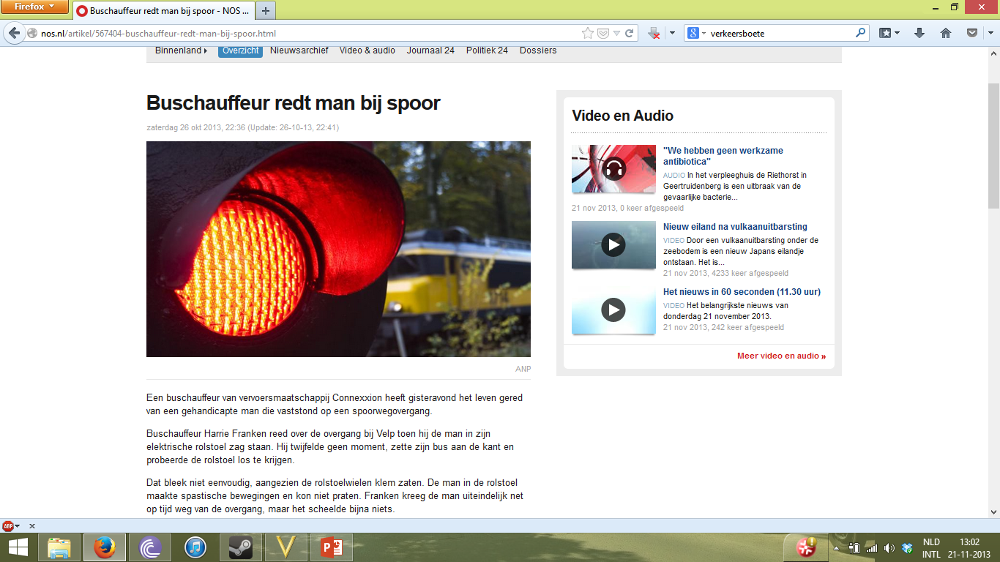 Firefox
Buschauffeur redt man bij spoor - NOS ...
nos.nl/artikel/567404-buschauffeur-redt-man-bij-spoor.html
verkeersboete
Binnenland
Overzicht
Nieuwsarchief
Video & audio
Journaal 24
Politiek 24
Dossiers
Buschauffeur redt man bij spoor
zaterdag 26 okt 2013, 22:36 (Update: 26-10-13, 22:41)
ANP
Een buschauffeur van vervoersmaatschappij Connexxion heeft gisteravond het leven gered
van een gehandicapte man die vaststond op een spoorwegovergang.
Buschauffeur Harrie Franken reed over de overgang bij Velp toen hij de man in zijn
elektrische rolstoel zag staan. Hij twijfelde geen moment, zette zijn bus aan de kant en
probeerde de rolstoel los te krijgen.
Dat bleek niet eenvoudig, aangezien de rolstoelwielen klem zaten. De man in de rolstoel
maakte spastische bewegingen en kon niet praten. Franken kreeg de man uiteindelijk net
op tijd weg van de overgang, maar het scheelde bijna niets.
Video en Audio
"We hebben geen werkzame
antibiotica"
AUDIO In het verpleeghuis de Riethorst in
Geertruidenberg is een uitbraak van de
gevaarlijke bacterie...
21 nov 2013, 0 keer afgespeeld
Nieuw eiland na vulkaanuitbarsting
VIDEO Door een vulkaanuitbarsting onder de
zeebodem is een nieuw Japans eilandje
ontstaan. Het is...
21 nov 2013, 4233 keer afgespeeld
Het nieuws in 60 seconden (11.30 uur)
VIDEO Het belangrijkste nieuws van
donderdag 21 november 2013.
21 nov 2013, 242 keer afgespeeld
Meer video en audio »
ABP
NLD
INTL
13:02
21-11-2013